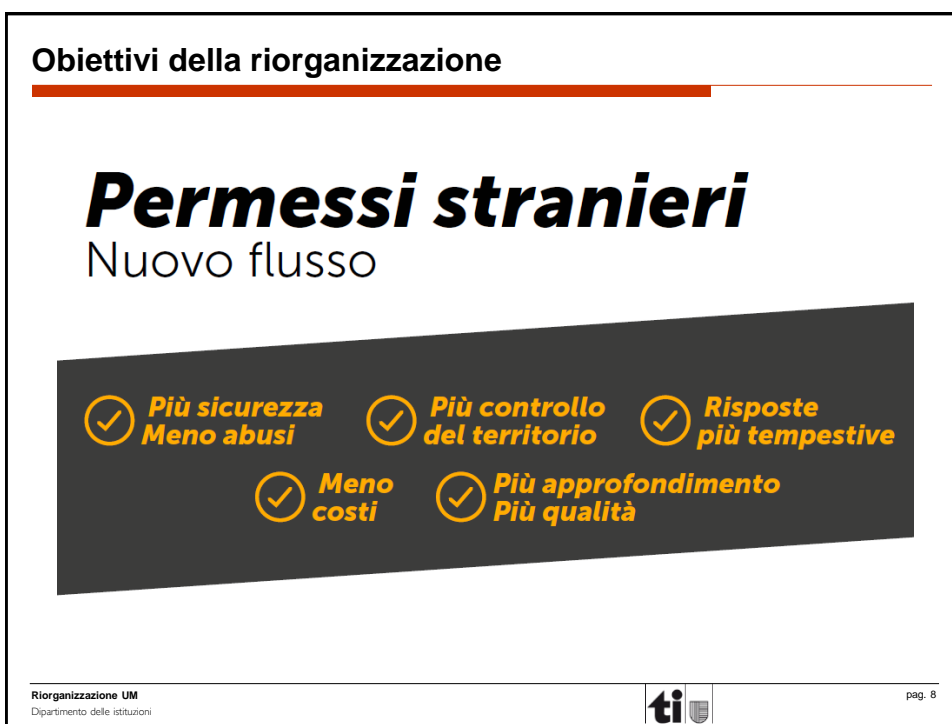 Obiettivi della riorganizzazione
Permessi stranieri
Nuovo flusso
Più sicurezza
Meno abusi
Più controllo
del territorio
Risposte
più tempestive
Meno
costi
Più approfondimento
Più qualità
Riorganizzazione UM
Dipartimento delle istituzioni
ti
pag. 8